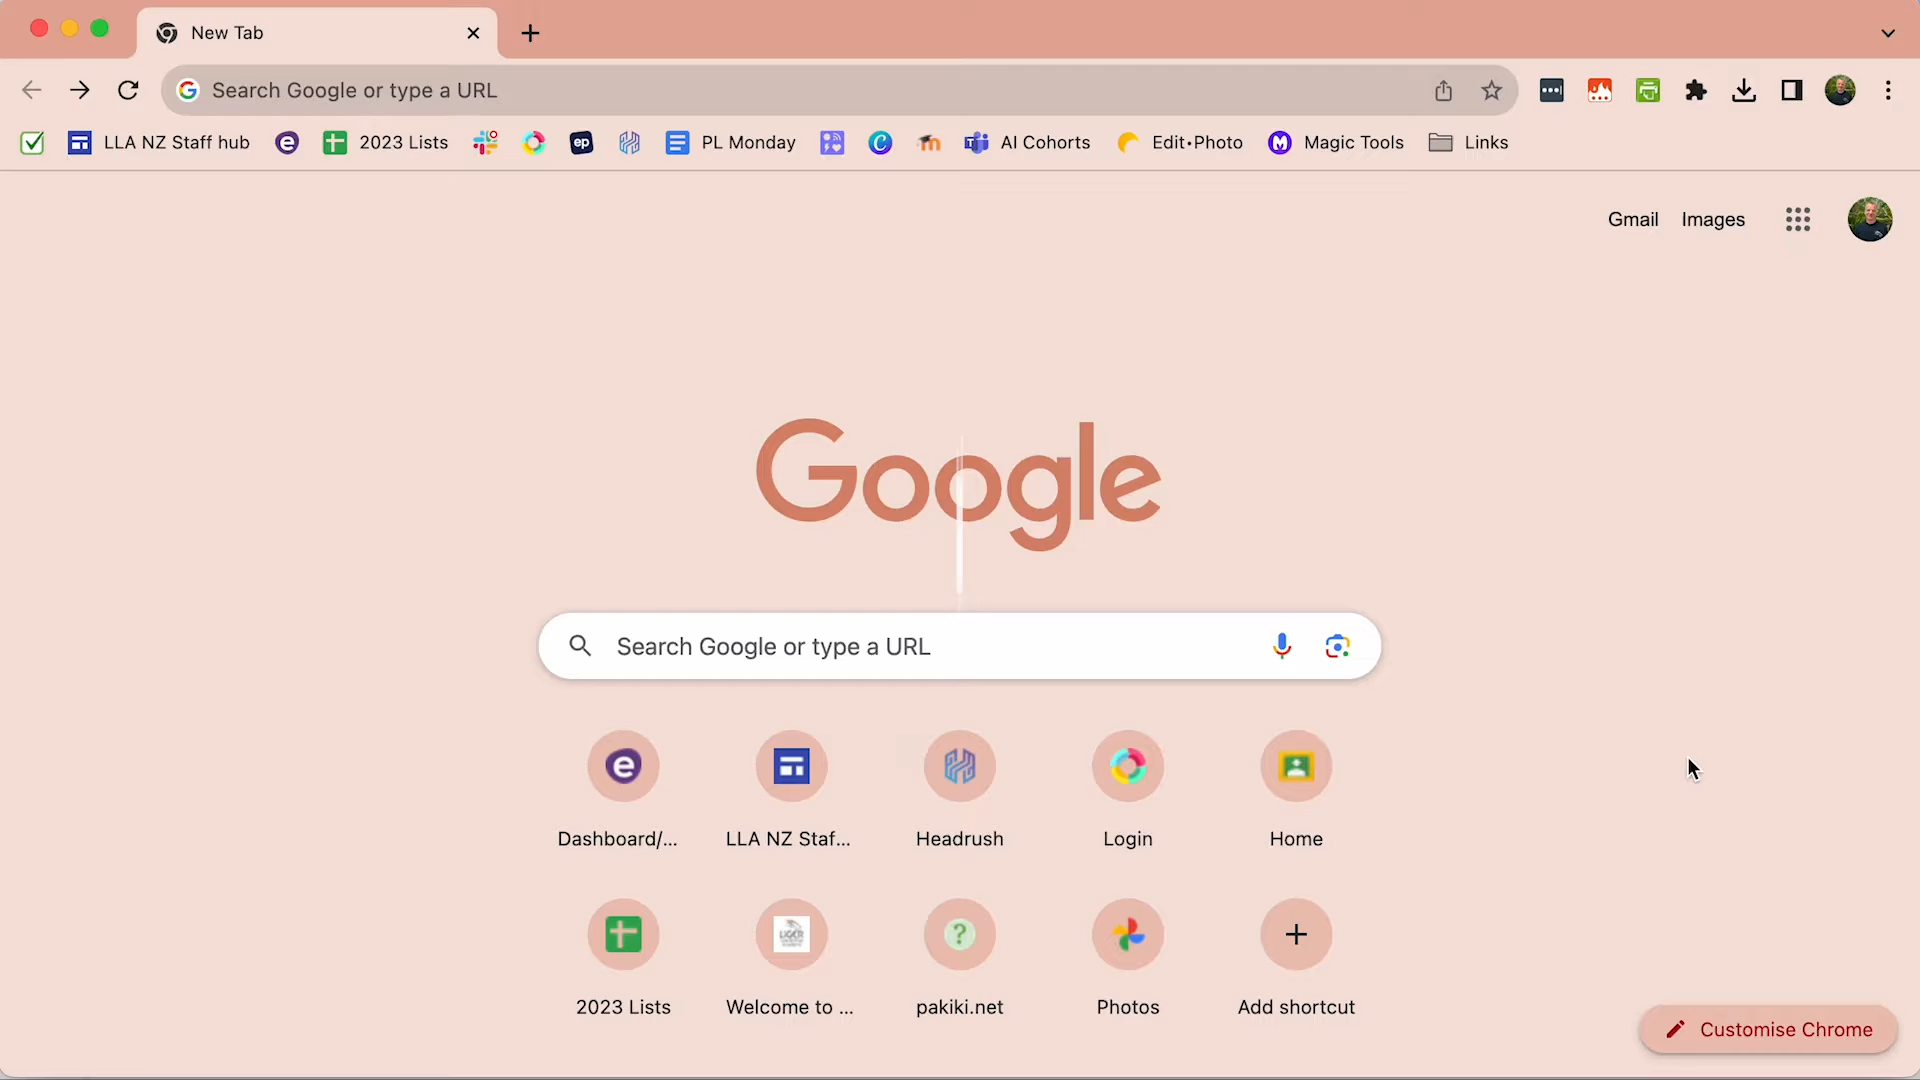 New Tab
Search Google or type a URL
LLA NZ Staff hub
2023 Lists
ep
PL Monday
AI Cohorts
Edit•Photo
Magic Tools
Links
Gmail
Images
Google
Search Google or type a URL
Dashboard/...
LLA NZ Staf...
Headrush
Login
Home
LIGER
2023 Lists
Welcome to ...
pakiki.net
Photos
Add shortcut
Customise Chrome